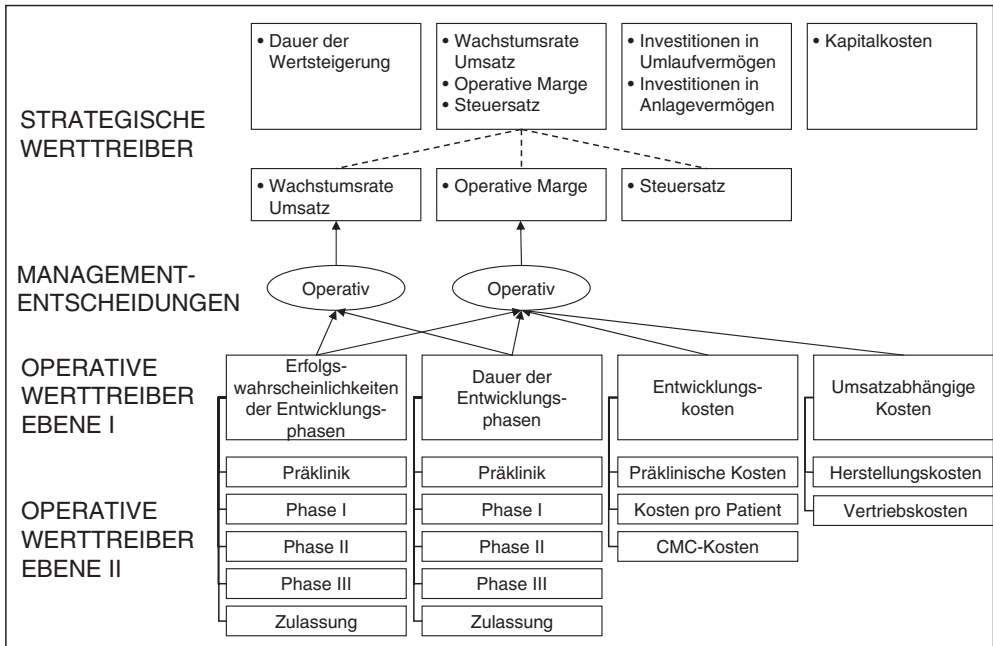 • Dauer der
Wertsteigerung
• Wachstumsrate
Umsatz
• Operative Marge
• Steuersatz
• Investitionen in
Umlaufvermögen
• Investitionen in
Anlagevermögen
• Kapitalkosten
STRATEGISCHE
WERTTREIBER
• Wachstumsrate
Umsatz
• Operative Marge
• Steuersatz
MANAGEMENT-
ENTSCHEIDUNGEN
Operativ
Operativ
OPERATIVE
WERTTREIBER
EBENE I
Erfolgs-
wahrscheinlichkeiten
der Entwicklungs-
phasen
Dauer der
Entwicklungs-
phasen
Entwicklungs-
kosten
Umsatzabhängige
Kosten
OPERATIVE
WERTTREIBER
EBENE II
Präklinik
Phase I
Phase II
Phase III
Zulassung
Präklinik
Phase I
Phase II
Phase III
Zulassung
Präklinische Kosten
Kosten pro Patient
CMC-Kosten
Herstellungskosten
Vertriebskosten